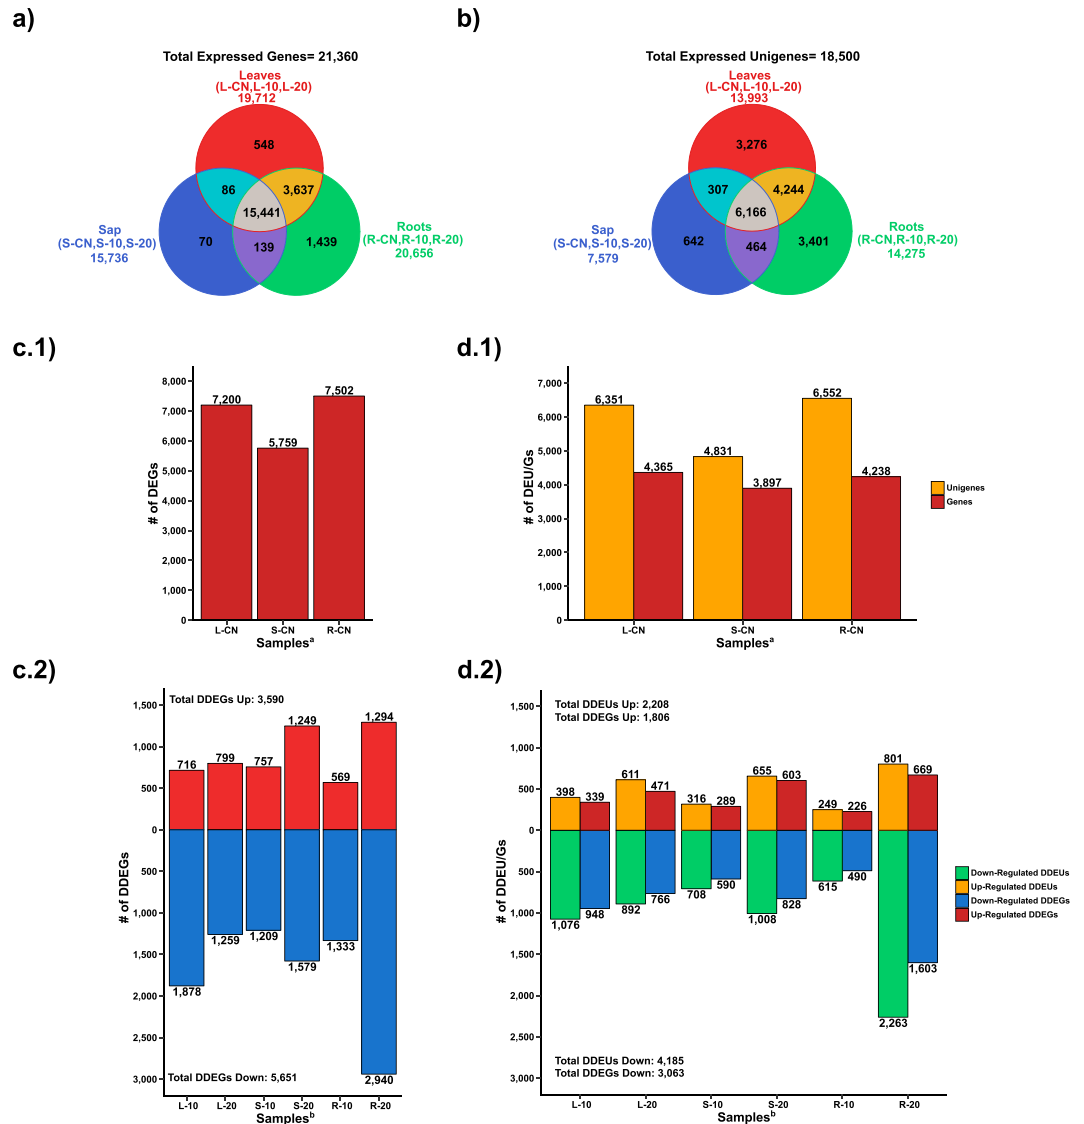 a)
Total Expressed Genes= 21,360
Leaves
(L-CN,L-10,L-20)
19,712
548
86
3,637
15,441
Sap
(S-CN,S-10,S-20)
15,736
70
139
1,439
Roots
(R-CN,R-10,R-20)
20,656
b)
Total Expressed Unigenes= 18,500
Leaves
(L-CN,L-10,L-20)
13,993
3,276
307
4,244
6,166
Sap
(S-CN,S-10,S-20)
7,579
642
464
3,401
Roots
(R-CN,R-10,R-20)
14,275
c.1)
# of DEGs
8,000
7,000
6,000
5,000
4,000
3,000
2,000
1,000
0
7,200
5,759
7,502
L-CN
S-CN
R-CN
Samplesa
d.1)
# of DEU/Gs
7,000
6,000
5,000
4,000
3,000
2,000
1,000
0
6,351
4,365
4,831
3,897
6,552
4,238
L-CN
S-CN
R-CN
Samplesa
Unigenes
Genes
c.2)
Total DDEGs Up: 3,590
# of DDEGs
1,500
1,000
500
0
500
1,000
1,500
2,000
2,500
3,000
716
799
757
1,249
569
1,294
1,878
1,259
1,209
1,579
1,333
2,940
Total DDEGs Down: 5,651
L-10
L-20
S-10
S-20
R-10
R-20
Samplesb
d.2)
Total DDEUs Up: 2,208
Total DDEGs Up: 1,806
# of DDEU/Gs
1,500
1,000
500
0
500
1,000
1,500
2,000
2,500
3,000
398
339
611
471
316
289
655
603
249
226
801
669
1,076
948
892
766
708
590
1,008
828
615
490
2,263
1,603
Total DDEUs Down: 4,185
Total DDEGs Down: 3,063
L-10
L-20
S-10
S-20
R-10
R-20
Samplesb
Down-Regulated DDEUs
Up-Regulated DDEUs
Down-Regulated DDEGs
Up-Regulated DDEGs